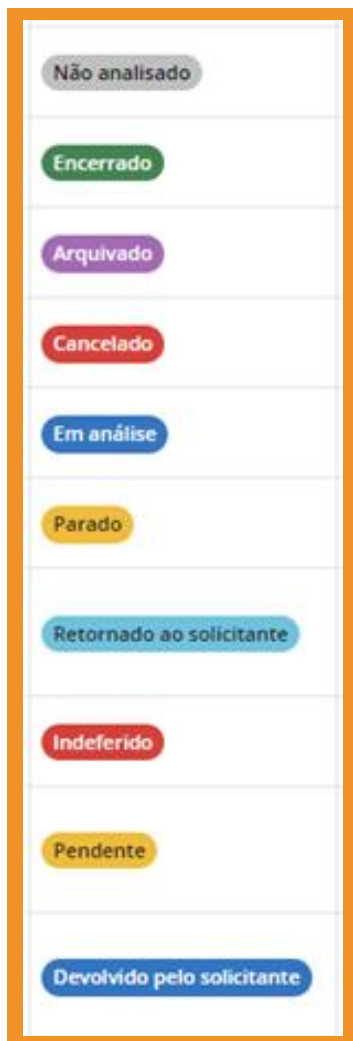 Não analisado
Encerrado
Arquivado
Cancelado
Em análise
Parado
Retornado ao solicitante
Indeferido
Pendente
Devolvido pelo solicitante